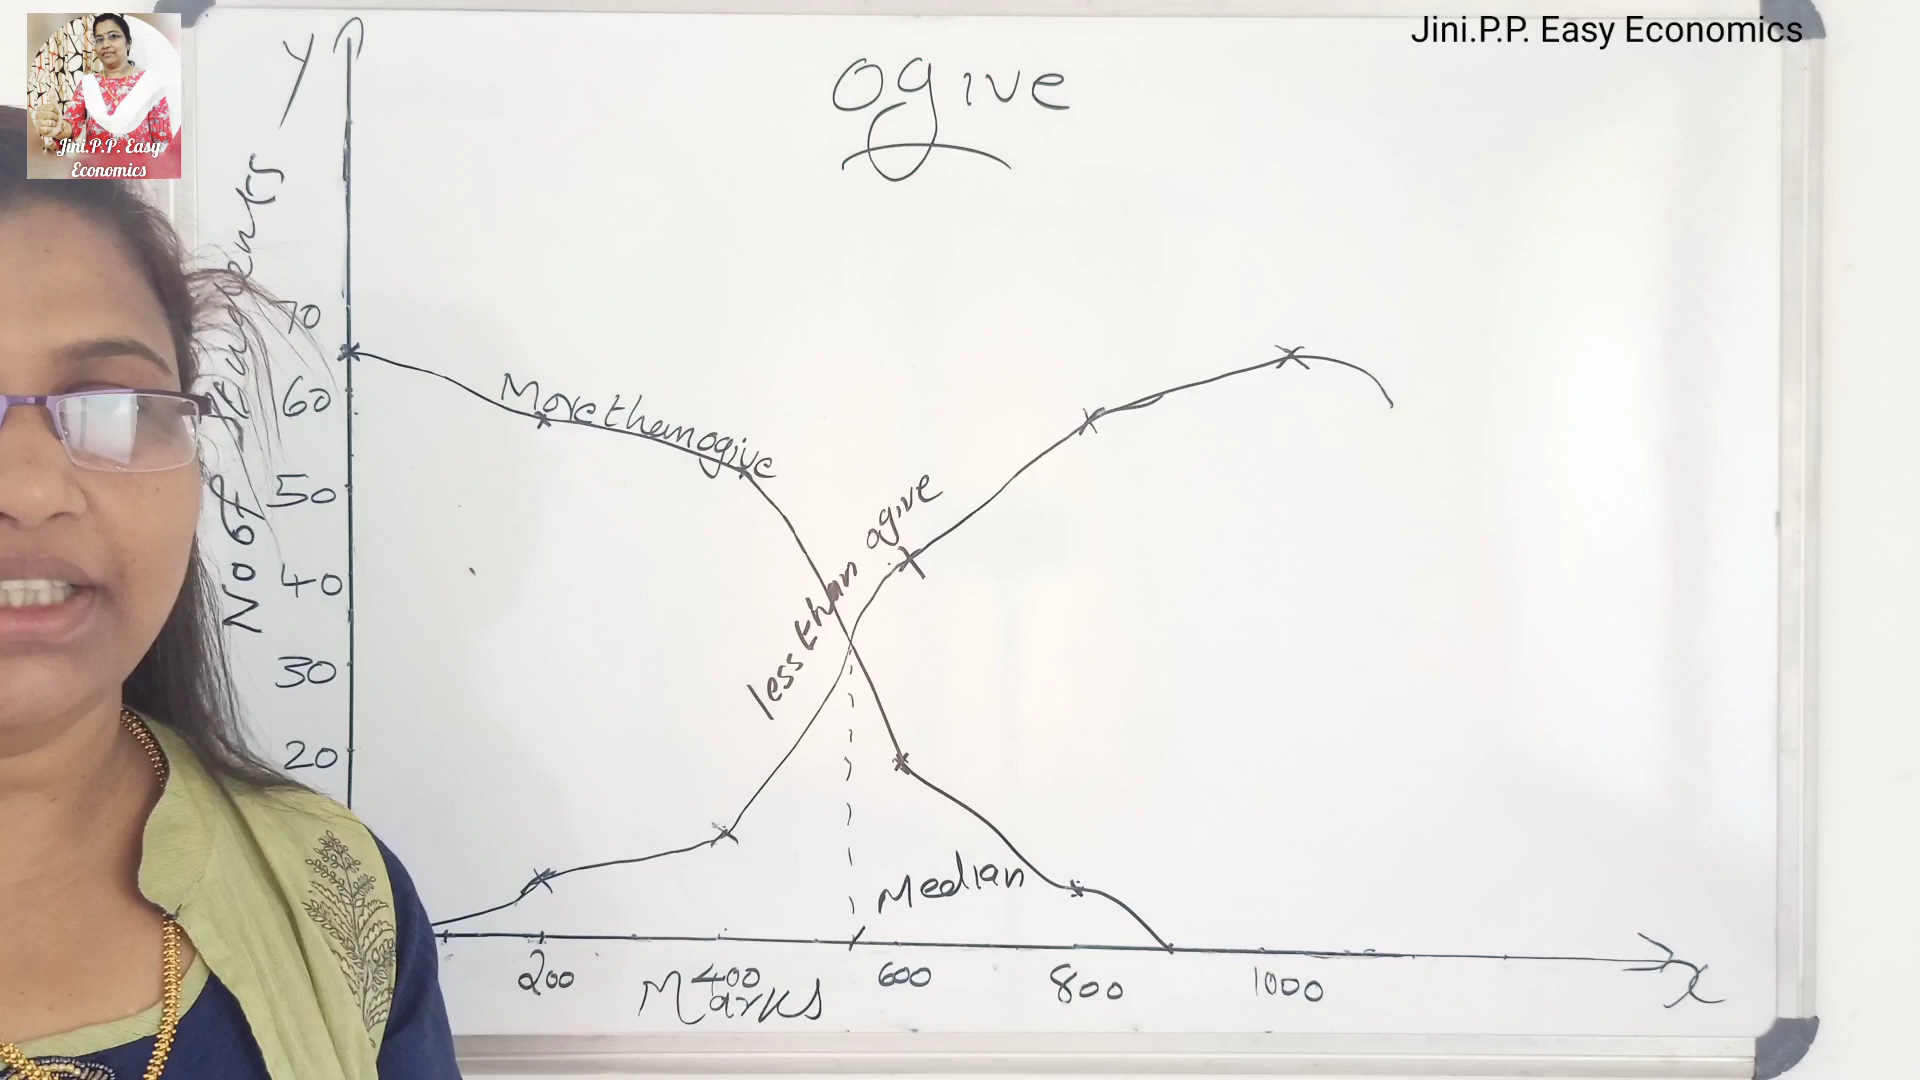 Jini.P.P. Easy Economics
Jini.P.P. Easy
Economics
Y
Ogive
No of students
70
60
50
40
30
20
More than ogive
less than ogive
Median
200
400
600
800
1000
Marks
x